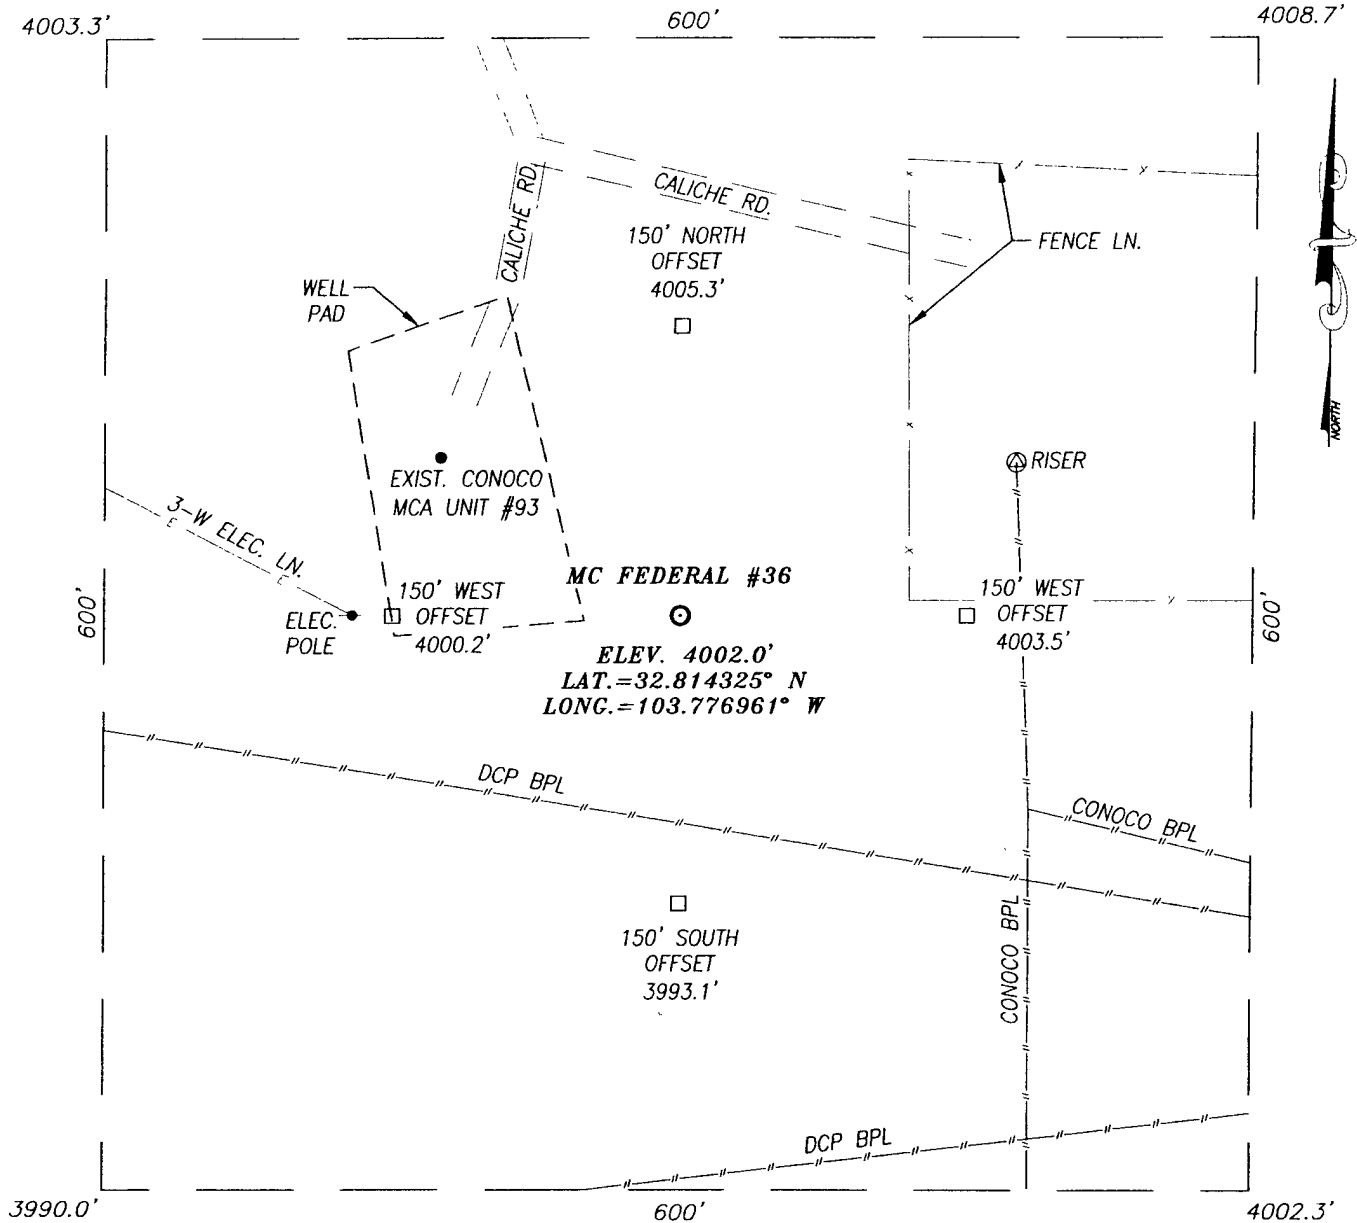 4003.3'
600'
4008.7'
CALICHE RD.
CALICHE RD.
150' NORTH
OFFSET
4005.3'
FENCE LN.
WELL
PAD
NORTH
EXIST. CONOCO
MCA UNIT #93
RISER
3-W ELEC. LN.
E
E
MC FEDERAL #36
600'
ELEC.
POLE
150' WEST
OFFSET
4000.2'
150' WEST
OFFSET
4003.5'
600'
ELEV. 4002.0'
LAT.=32.814325° N
LONG.=103.776961° W
DCP BPL
CONOCO BPL
CONOCO BPL
150' SOUTH
OFFSET
3993.1'
DCP BPL
3990.0'
600'
4002.3'